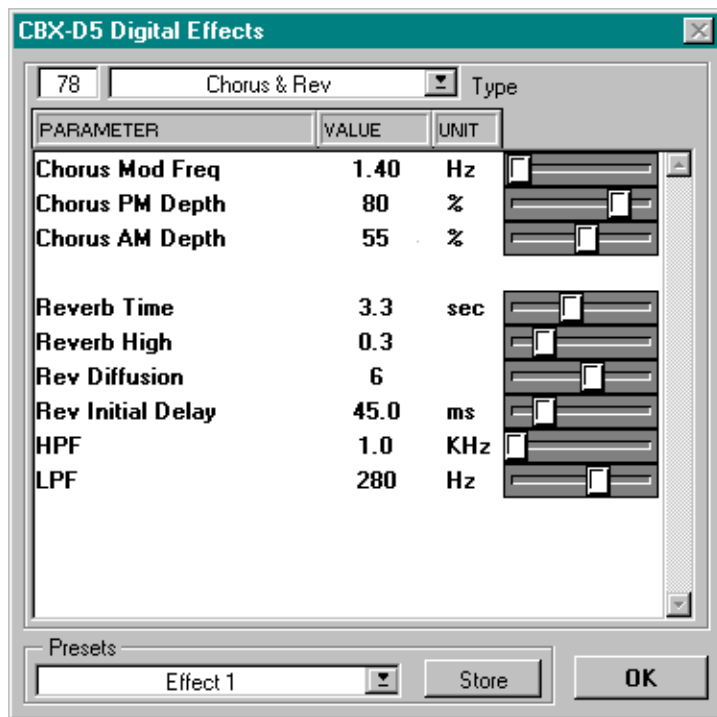 CBX-D5 Digital Effects
78 Chorus & Rev Type
PARAMETER VALUE UNIT
Chorus Mod Freq 1.40 Hz
Chorus PM Depth 80 %
Chorus AM Depth 55 %
Reverb Time 3.3 sec
Reverb High 0.3
Rev Diffusion 6
Rev Initial Delay 45.0 ms
HPF 1.0 KHz
LPF 280 Hz
Presets
Effect 1 Store OK